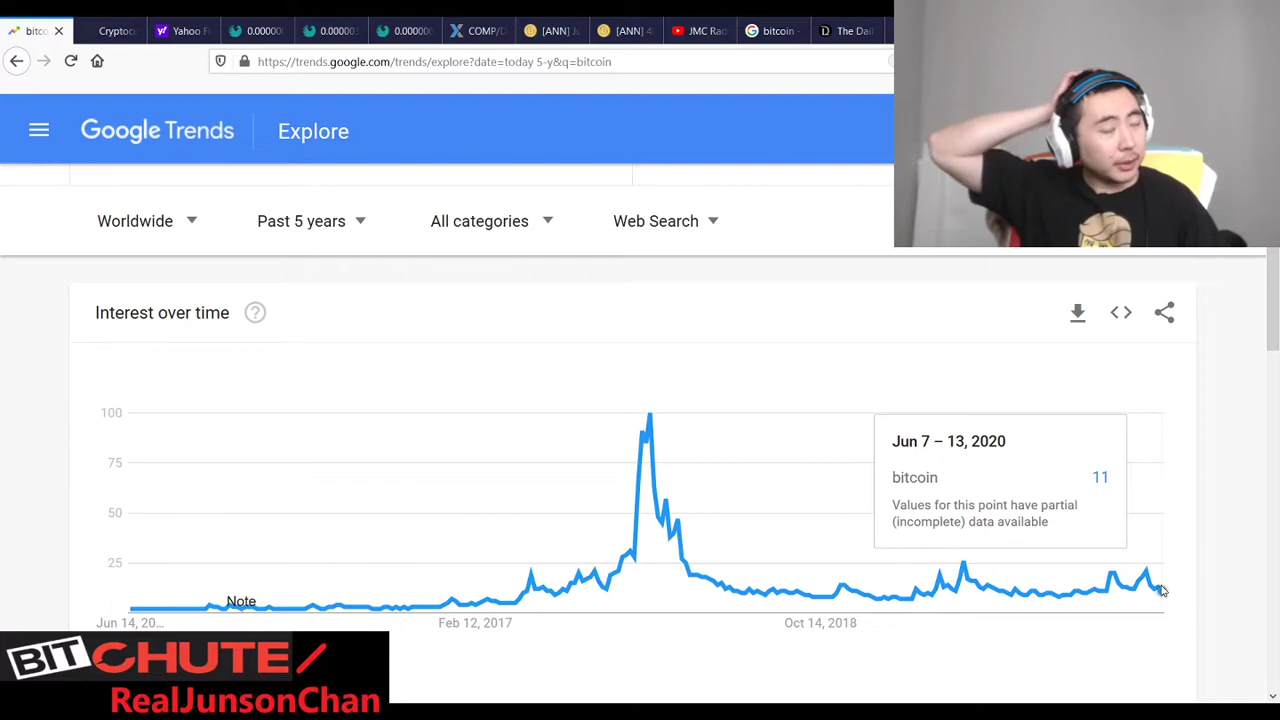 bitco
Cryptocu
Yahoo F
0.00000(
0.000003
0.00000(
COMP/D
[ANN] J
[ANN] 4
JMC Rad
bitcoin -
The Dail
https://trends.google.com/trends/explore?date=today 5-y&q=bitcoin
Google Trends
Explore
Worldwide
Past 5 years
All categories
Web Search
Interest over time
100
75
50
25
Jun 7 – 13, 2020
bitcoin 11
Values for this point have partial
(incomplete) data available
Note
Jun 14, 20...
Feb 12, 2017
Oct 14, 2018
BITCHUTE/
RealJunsonChan